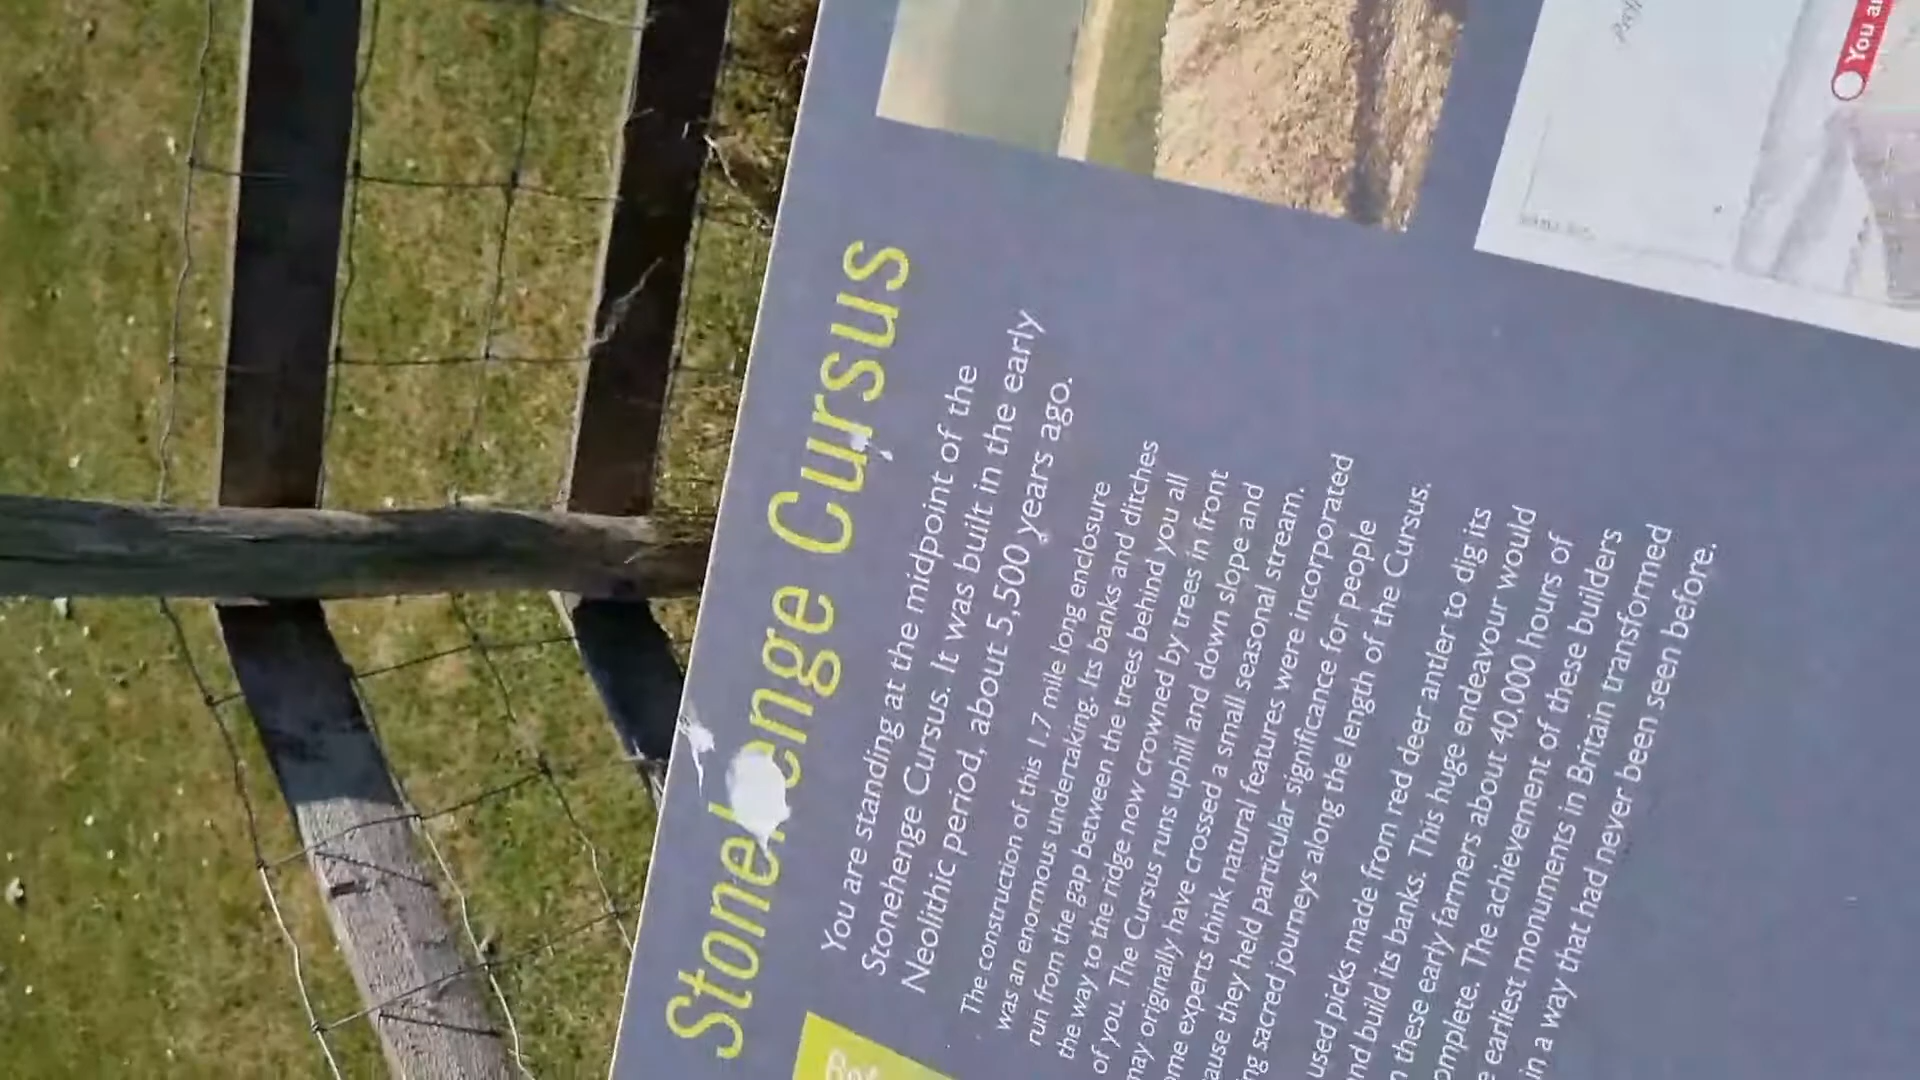 Stonehenge Cursus
You are standing at the midpoint of the
Stonehenge Cursus. It was built in the early
Neolithic period, about 5,500 years ago.
The construction of this 1.7 mile long enclosure
was an enormous undertaking. Its banks and ditches
run from the gap between the trees behind you all
the way to the ridge now crowned by trees in front
of you. The Cursus runs uphill and down slope and
may originally have crossed a small seasonal stream.
experts think natural features were incorporated
they held particular significance for people
sacred journeys along the length of the Cursus.
used picks made from red deer antler to dig its
and build its banks. This huge endeavour would
these early farmers about 40,000 hours of
The achievement of these builders
earliest monuments in Britain transformed
in a way that had never been seen before.
You